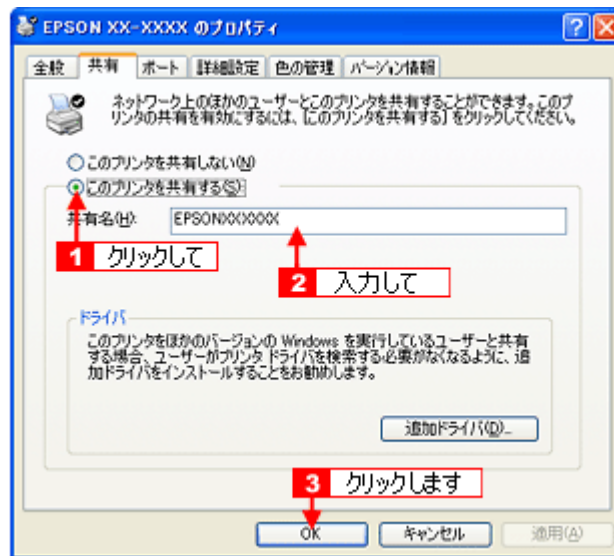 EPSON XX-XXXX のプロパティ
全般 共有 ポート 詳細設定 色の管理 バージョン情報
ネットワーク上のほかのユーザーとこのプリンタを共有することができます。このプ
リンタの共有を有効にするには、[このプリンタを共有する] をクリックしてください。
このプリンタを共有しない(N)
このプリンタを共有する(S)
共有名(H): EPSONXXXXXX
1 クリックして
2 入力して
ドライバ
このプリンタをほかのバージョンの Windows を実行しているユーザーと共有
する場合、ユーザーがプリンタ ドライバを検索する必要がなくなるように、追
加ドライバをインストールすることをお勧めします。
追加ドライバ(D)...
3 クリックします
OK キャンセル 適用(A)